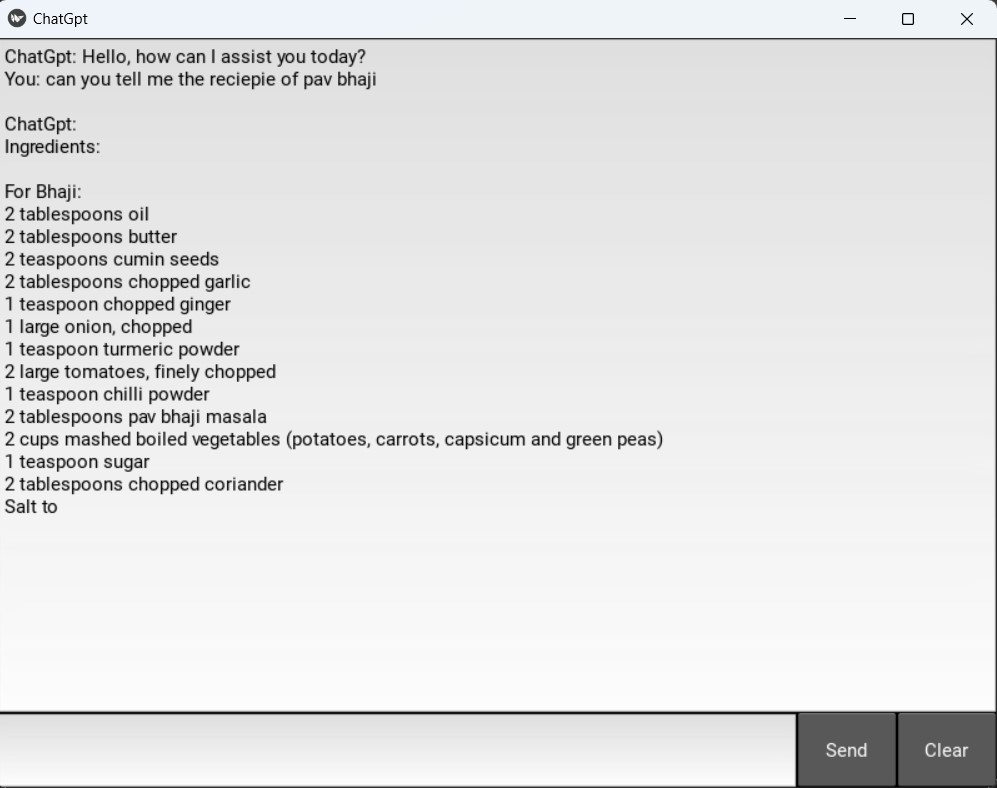 ChatGpt
ChatGpt: Hello, how can I assist you today?
You: can you tell me the reciepie of pav bhaji
ChatGpt:
Ingredients:
For Bhaji:
2 tablespoons oil
2 tablespoons butter
2 teaspoons cumin seeds
2 tablespoons chopped garlic
1 teaspoon chopped ginger
1 large onion, chopped
1 teaspoon turmeric powder
2 large tomatoes, finely chopped
1 teaspoon chilli powder
2 tablespoons pav bhaji masala
2 cups mashed boiled vegetables (potatoes, carrots, capsicum and green peas)
1 teaspoon sugar
2 tablespoons chopped coriander
Salt to
Send Clear